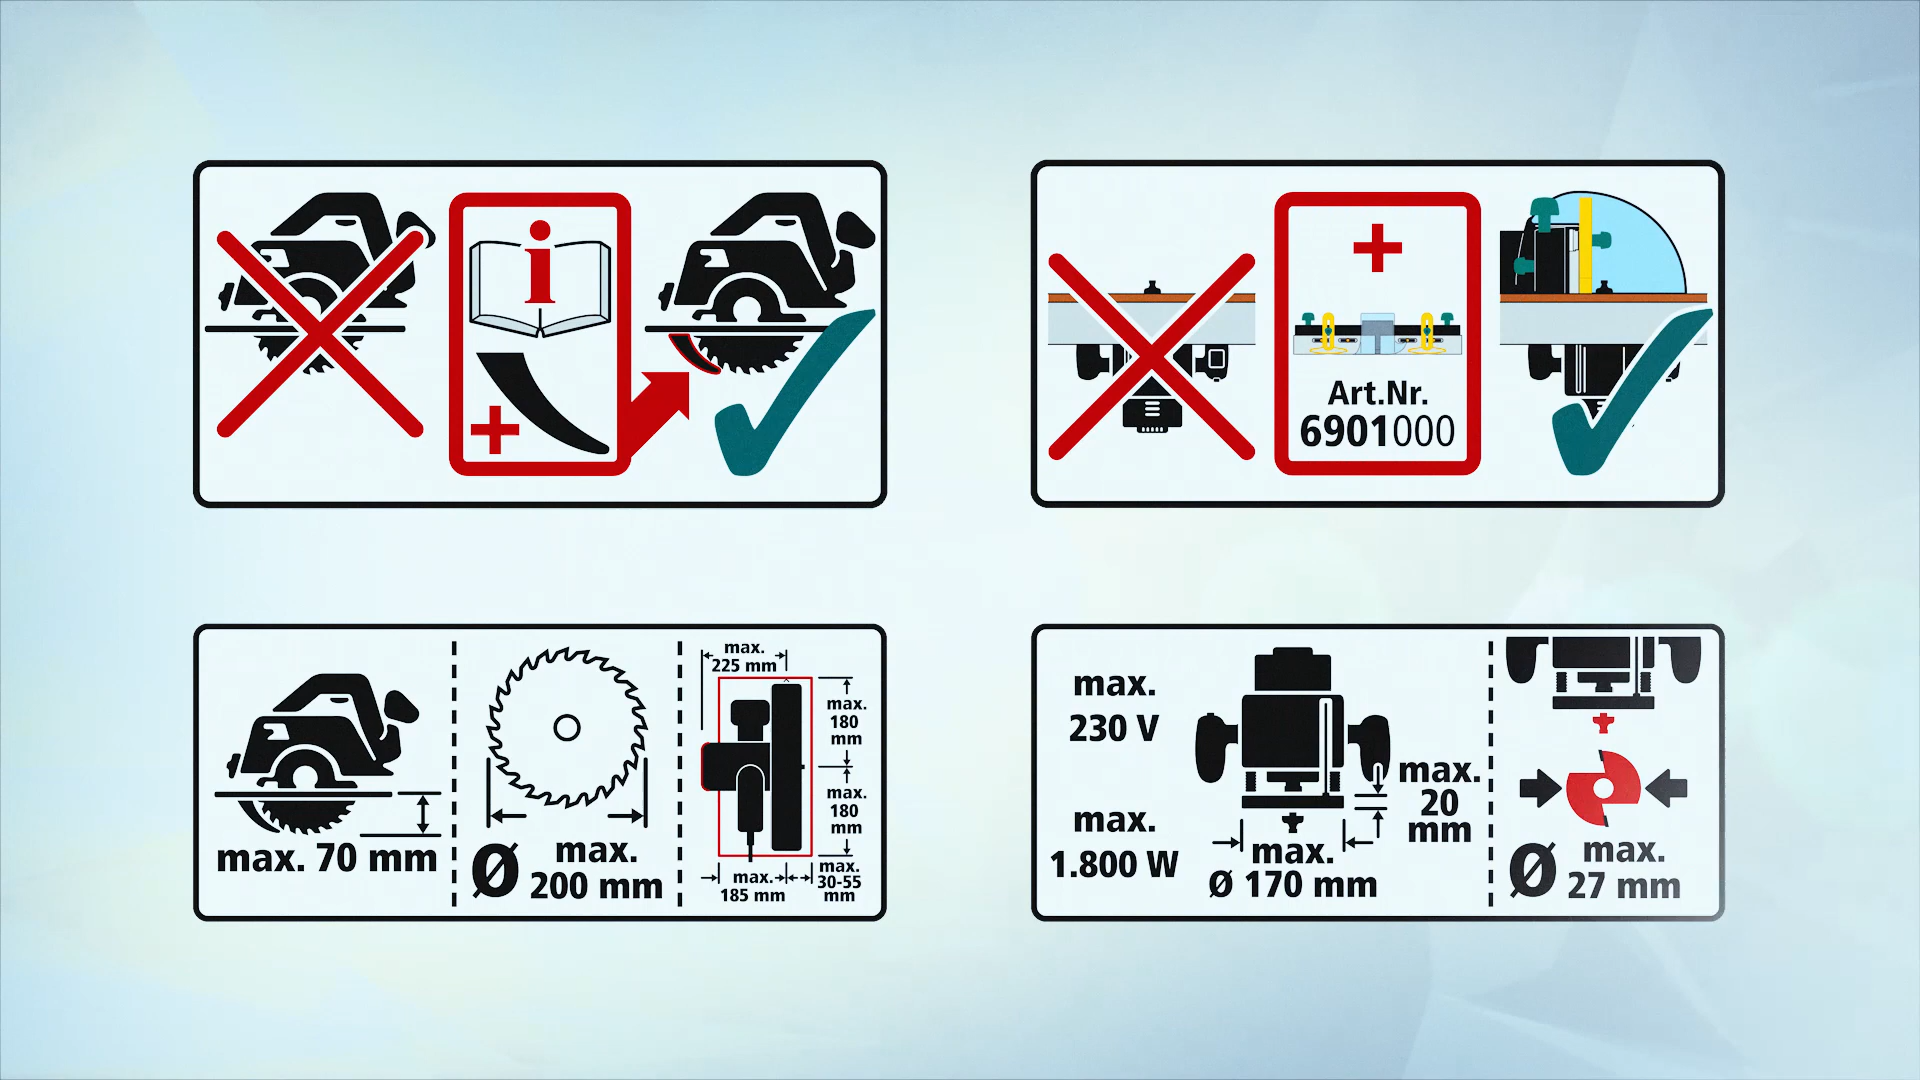 i
+
+
Art.Nr.
6901000
max. 70 mm
Ø max.
200 mm
max.
225 mm
max.
180
mm
max.
180
mm
max.
185 mm
max.
30-55
mm
max.
230 V
max.
1.800 W
max.
20
mm
max.
Ø 170 mm
Ø max.
27 mm